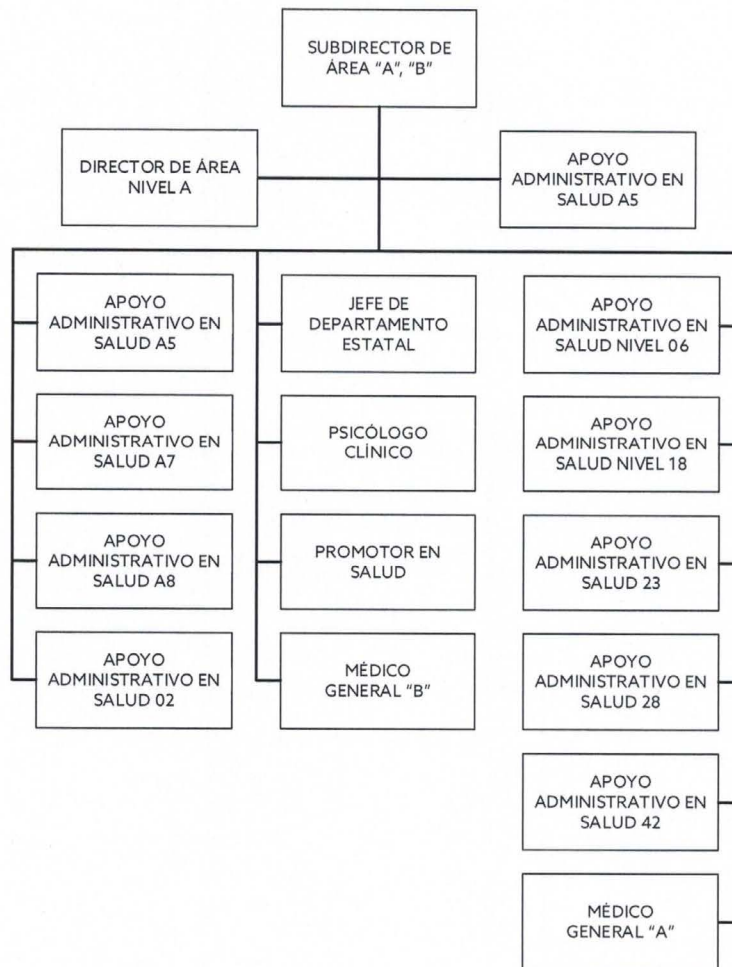 SUBDIRECTOR DE
ÁREA "A", "B"
DIRECTOR DE ÁREA
NIVEL A
APOYO
ADMINISTRATIVO EN
SALUD A5
APOYO
ADMINISTRATIVO EN
SALUD A5
APOYO
ADMINISTRATIVO EN
SALUD A7
APOYO
ADMINISTRATIVO EN
SALUD A8
APOYO
ADMINISTRATIVO EN
SALUD 02
JEFE DE
DEPARTAMENTO
ESTATAL
PSICÓLOGO
CLÍNICO
PROMOTOR EN
SALUD
MÉDICO
GENERAL "B"
APOYO
ADMINISTRATIVO EN
SALUD NIVEL 06
APOYO
ADMINISTRATIVO EN
SALUD NIVEL 18
APOYO
ADMINISTRATIVO EN
SALUD 23
APOYO
ADMINISTRATIVO EN
SALUD 28
APOYO
ADMINISTRATIVO EN
SALUD 42
MÉDICO
GENERAL "A"